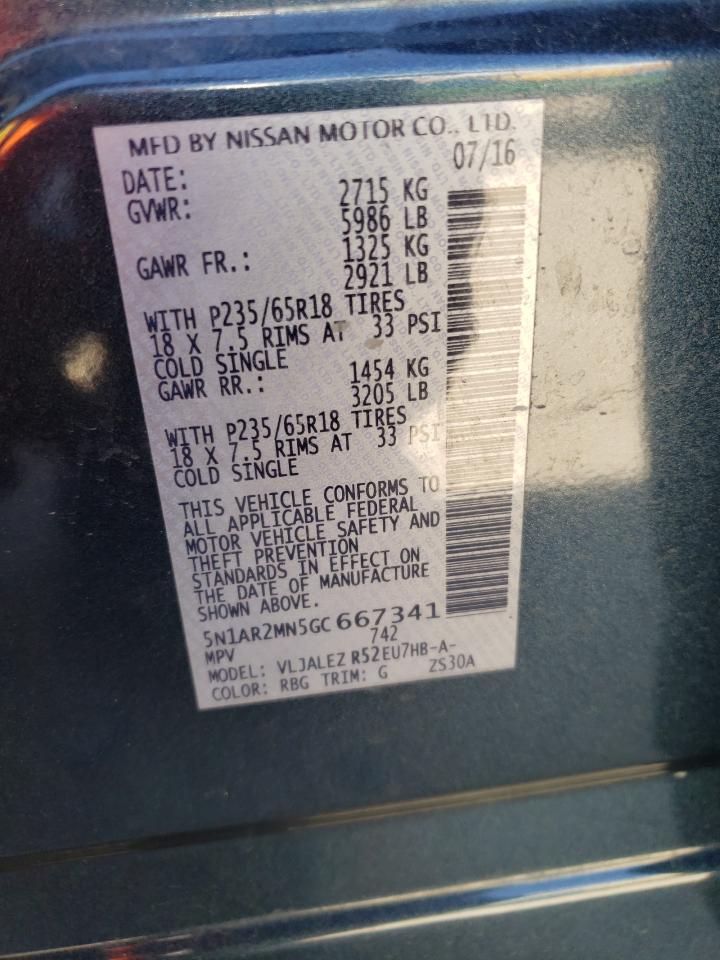 MFD BY NISSAN MOTOR CO., LTD.
DATE: 07/16
GVWR: 2715 KG
5986 LB
GAWR FR.: 1325 KG
2921 LB
WITH P235/65R18 TIRES
18 X 7.5 RIMS AT 33 PSI
COLD SINGLE
GAWR RR.: 1454 KG
3205 LB
WITH P235/65R18 TIRES
18 X 7.5 RIMS AT 33 PSI
COLD SINGLE
THIS VEHICLE CONFORMS TO
ALL APPLICABLE FEDERAL
MOTOR VEHICLE SAFETY AND
THEFT PREVENTION
STANDARDS IN EFFECT ON
THE DATE OF MANUFACTURE
SHOWN ABOVE.
5N1AR2MN5GC667341
MPV 742
MODEL: VLJALEZ R52EU7HB-A-
COLOR: RBG TRIM: G ZS30A